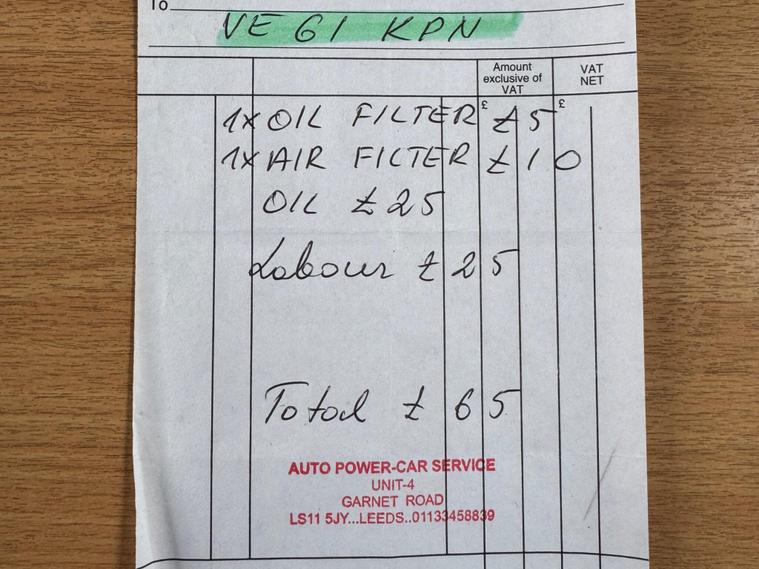 To
VE 61 KPN
Amount
exclusive of
VAT
VAT
NET
£ £
1x OIL FILTER £5
1x AIR FILTER £10
OIL £25
Labour £25
Total £65
AUTO POWER-CAR SERVICE
UNIT-4
GARNET ROAD
LS11 5JY...LEEDS..01133458839